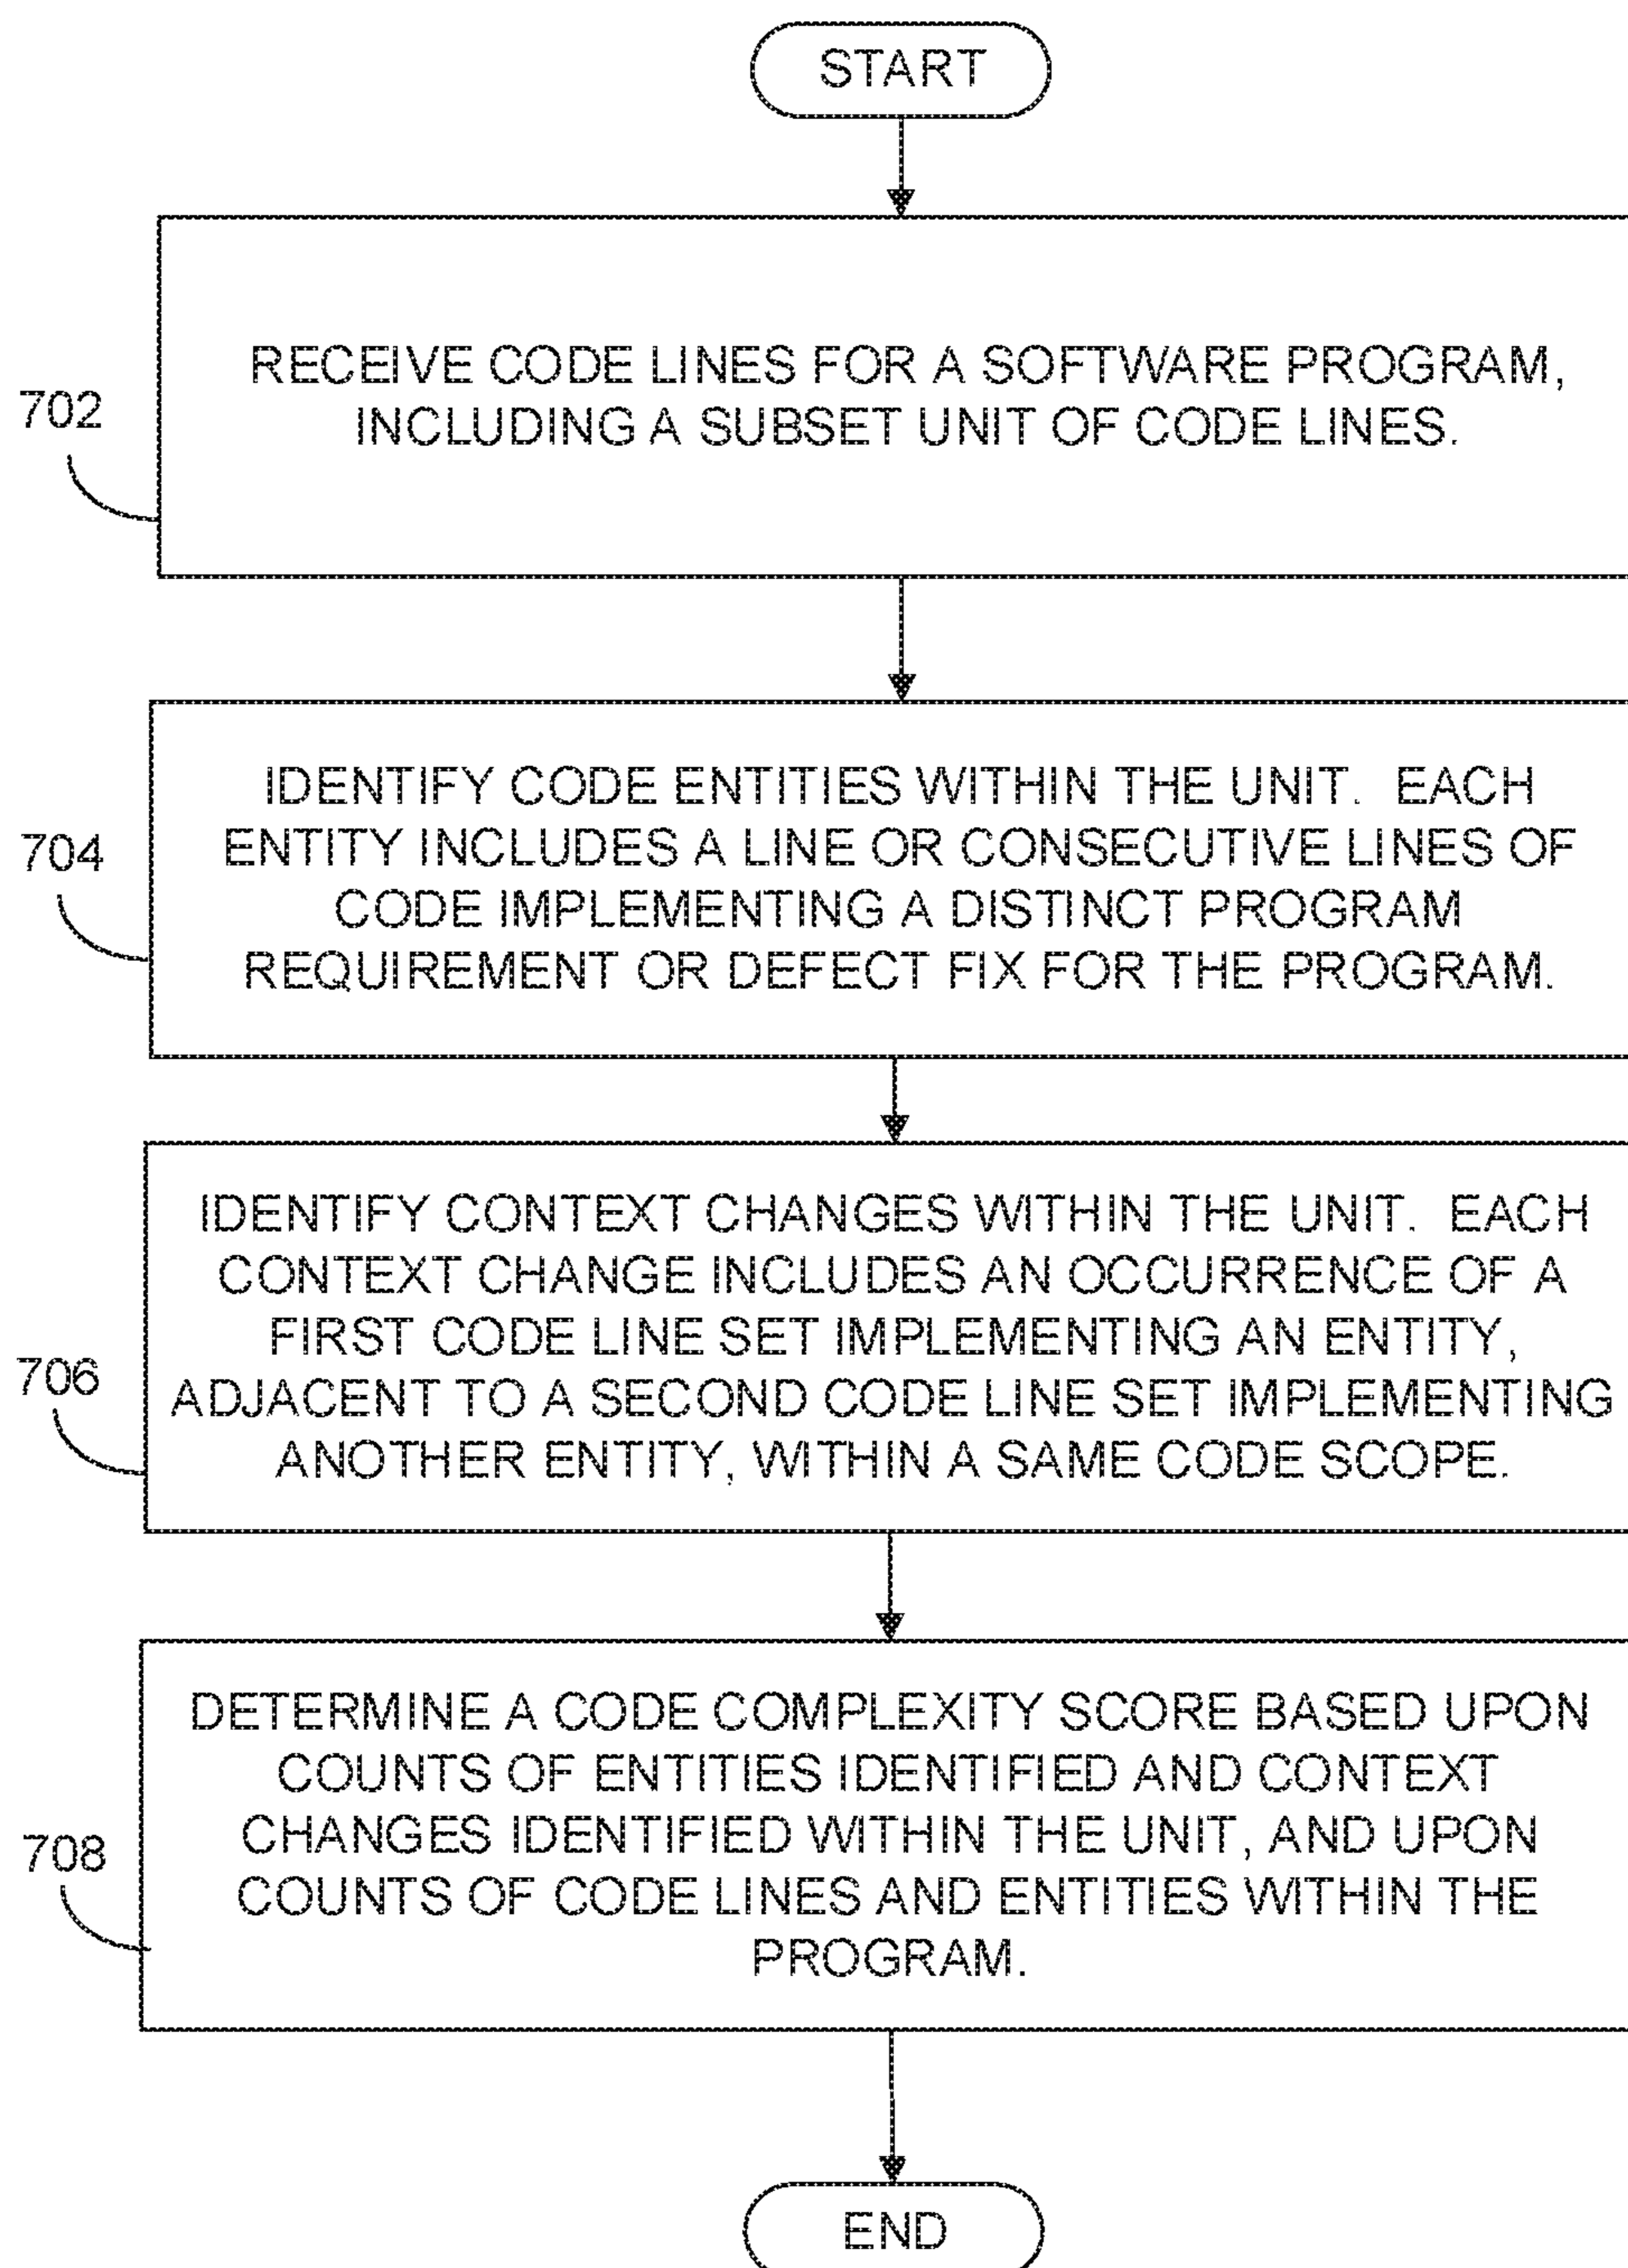 START
RECEIVE CODE LINES FOR A SOFTWARE PROGRAM,
INCLUDING A SUBSET UNIT OF CODE LINES.
702
IDENTIFY CODE ENTITIES WITHIN THE UNIT. EACH
ENTITY INCLUDES A LINE OR CONSECUTIVE LINES OF
CODE IMPLEMENTING A DISTINCT PROGRAM
REQUIREMENT OR DEFECT FIX FOR THE PROGRAM.
704
IDENTIFY CONTEXT CHANGES WITHIN THE UNIT. EACH
CONTEXT CHANGE INCLUDES AN OCCURRENCE OF A
FIRST CODE LINE SET IMPLEMENTING AN ENTITY,
ADJACENT TO A SECOND CODE LINE SET IMPLEMENTING
ANOTHER ENTITY, WITHIN A SAME CODE SCOPE.
706
DETERMINE A CODE COMPLEXITY SCORE BASED UPON
COUNTS OF ENTITIES IDENTIFIED AND CONTEXT
CHANGES IDENTIFIED WITHIN THE UNIT, AND UPON
COUNTS OF CODE LINES AND ENTITIES WITHIN THE
PROGRAM.
708
END